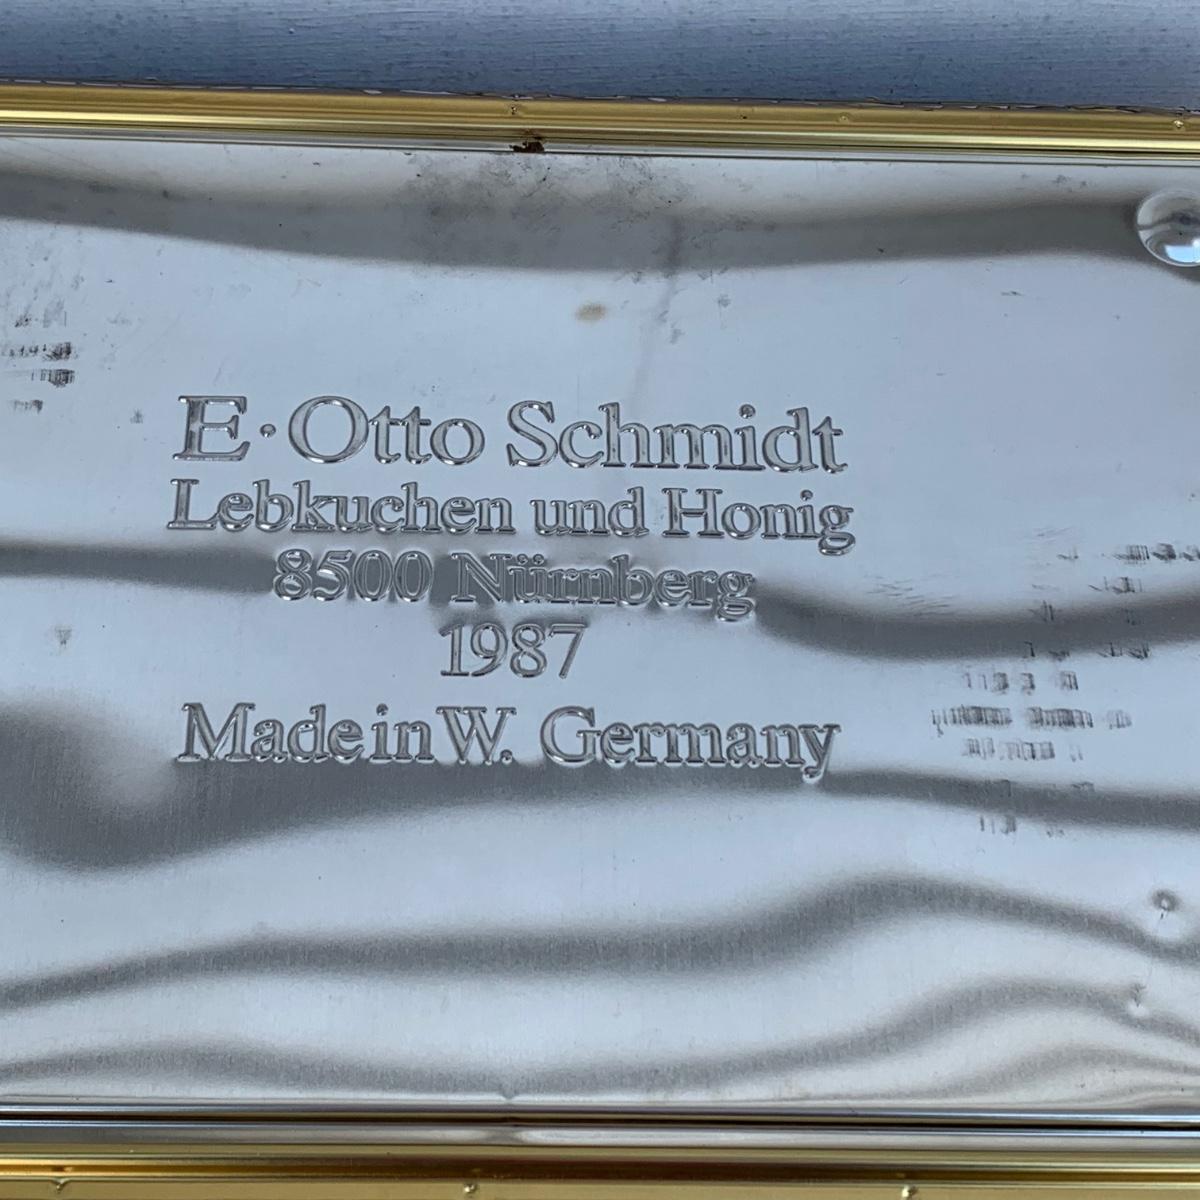 E·Otto Schmidt
Lebkuchen und Honig
8500 Nürnberg
1987
Made in W. Germany